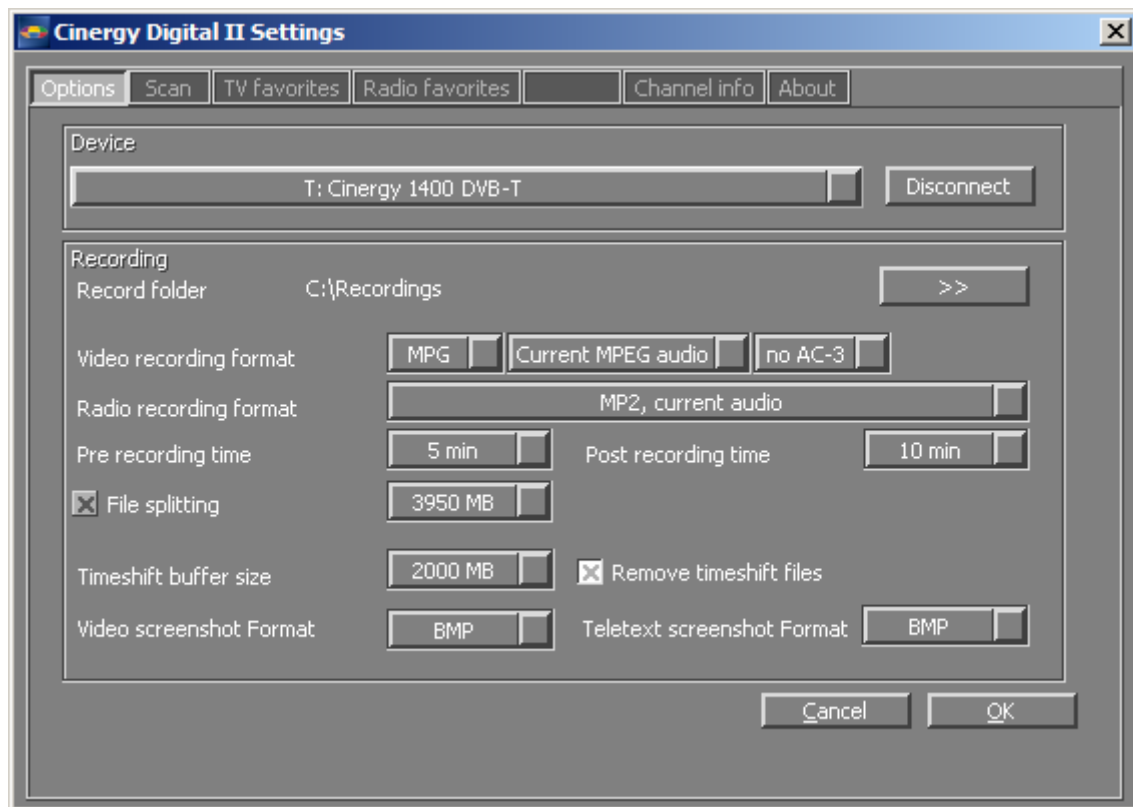 Cinergy Digital II Settings
Options Scan TV favorites Radio favorites Channel info About
Device
T: Cinergy 1400 DVB-T Disconnect
Recording
Record folder C:\Recordings >>
Video recording format MPG Current MPEG audio no AC-3
Radio recording format MP2, current audio
Pre recording time 5 min Post recording time 10 min
File splitting 3950 MB
Timeshift buffer size 2000 MB Remove timeshift files
Video screenshot Format BMP Teletext screenshot Format BMP
Cancel OK